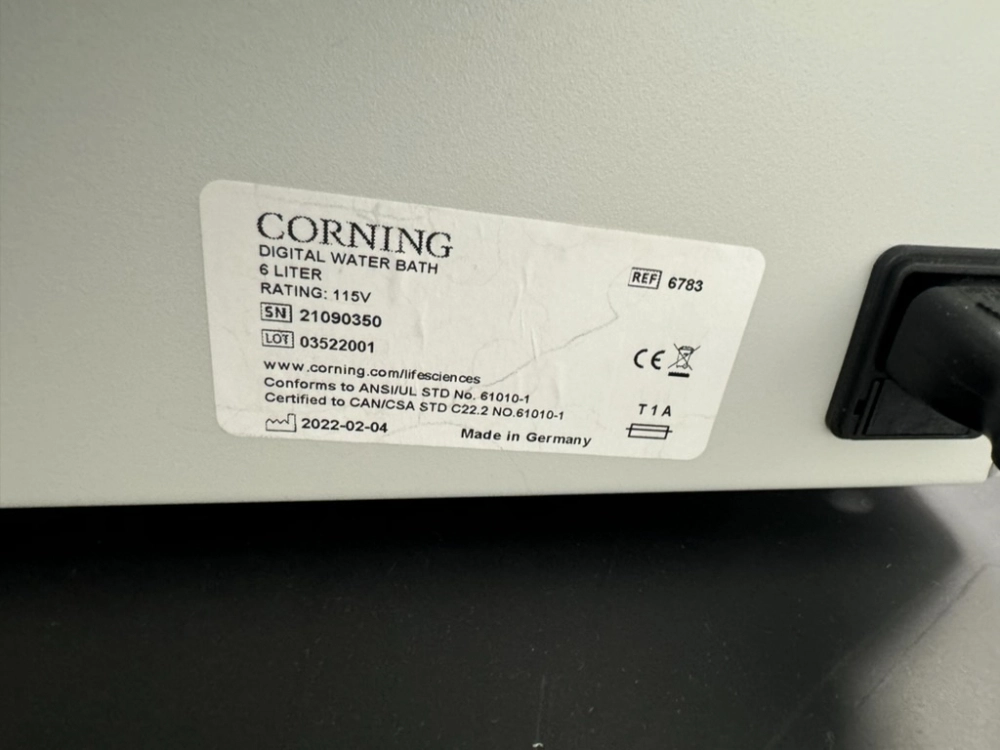 CORNING
DIGITAL WATER BATH
6 LITER
RATING: 115V
SN 21090350
LOT 03522001
www.corning.com/lifesciences
Conforms to ANSI/UL STD No. 61010-1
Certified to CAN/CSA STD C22.2 NO.61010-1
2022-02-04
Made in Germany
REF 6783
CE
T 1 A